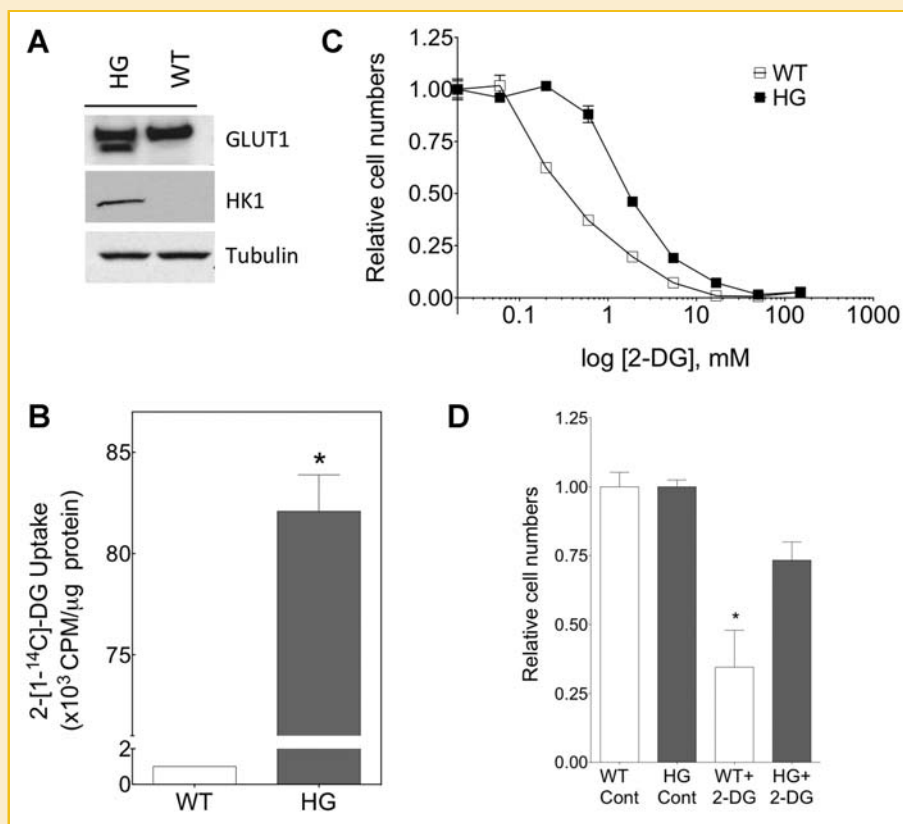 A
HG
WT
GLUT1
HK1
Tubulin
C
1.25
1.00
0.75
0.50
0.25
0.00
Relative cell numbers
0.1
1
10
100
1000
log [2-DG], mM
WT
HG
B
2-[1-¹⁴C]-DG Uptake
(x10³ CPM/µg protein)
85
80
75
2
0
*
WT
HG
D
1.25
1.00
0.75
0.50
0.25
0.00
Relative cell numbers
*
WT
Cont
HG
Cont
WT+
2-DG
HG+
2-DG